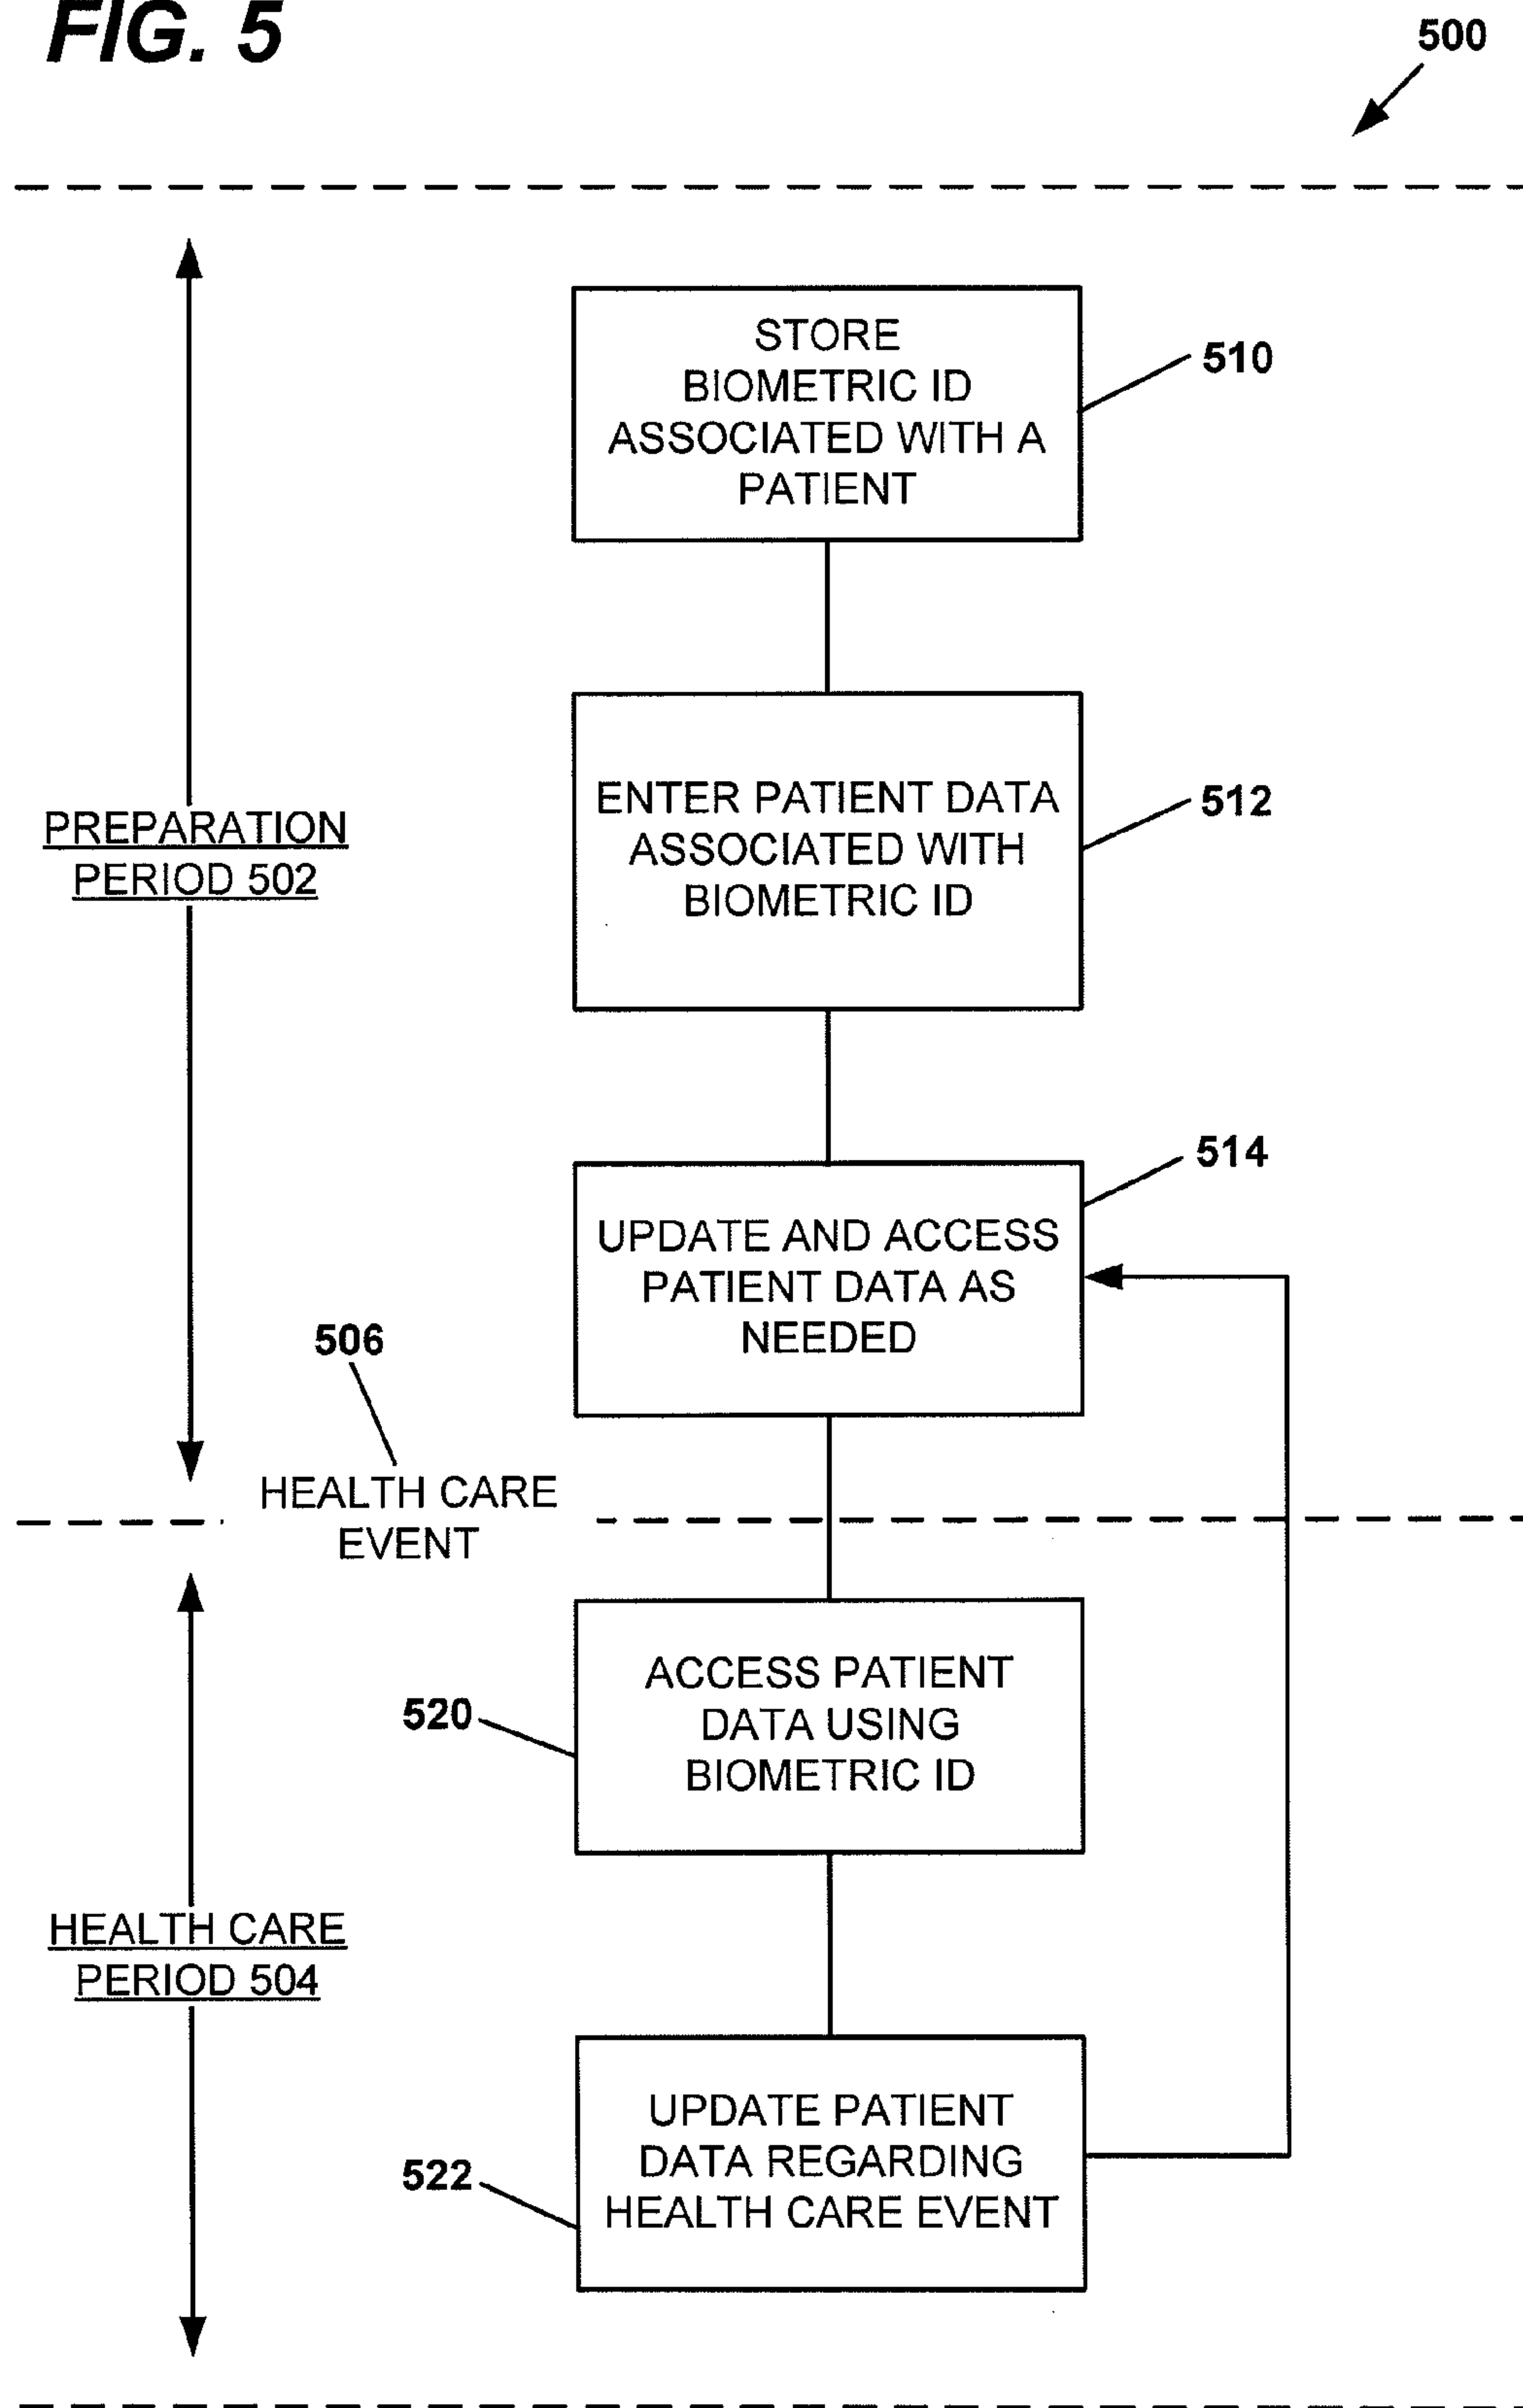 FIG. 5
500
STORE
BIOMETRIC ID
ASSOCIATED WITH A
PATIENT
510
ENTER PATIENT DATA
ASSOCIATED WITH
BIOMETRIC ID
512
PREPARATION
PERIOD 502
514
UPDATE AND ACCESS
PATIENT DATA AS
NEEDED
506
HEALTH CARE
EVENT
ACCESS PATIENT
DATA USING
BIOMETRIC ID
520
HEALTH CARE
PERIOD 504
UPDATE PATIENT
DATA REGARDING
HEALTH CARE EVENT
522